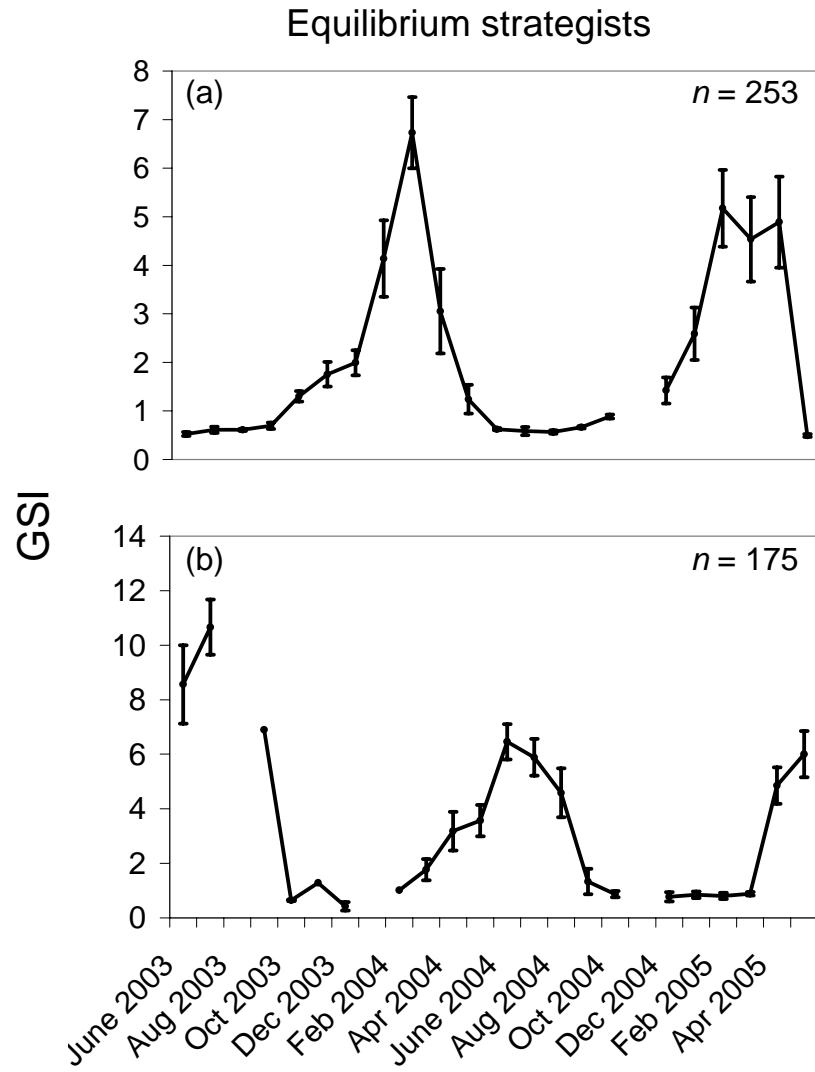 Equilibrium strategists
(a)
n = 253
8
7
6
5
4
3
2
1
0
GSI
(b)
n = 175
14
12
10
8
6
4
2
0
June 2003
Aug 2003
Oct 2003
Dec 2003
Feb 2004
Apr 2004
June 2004
Aug 2004
Oct 2004
Dec 2004
Feb 2005
Apr 2005